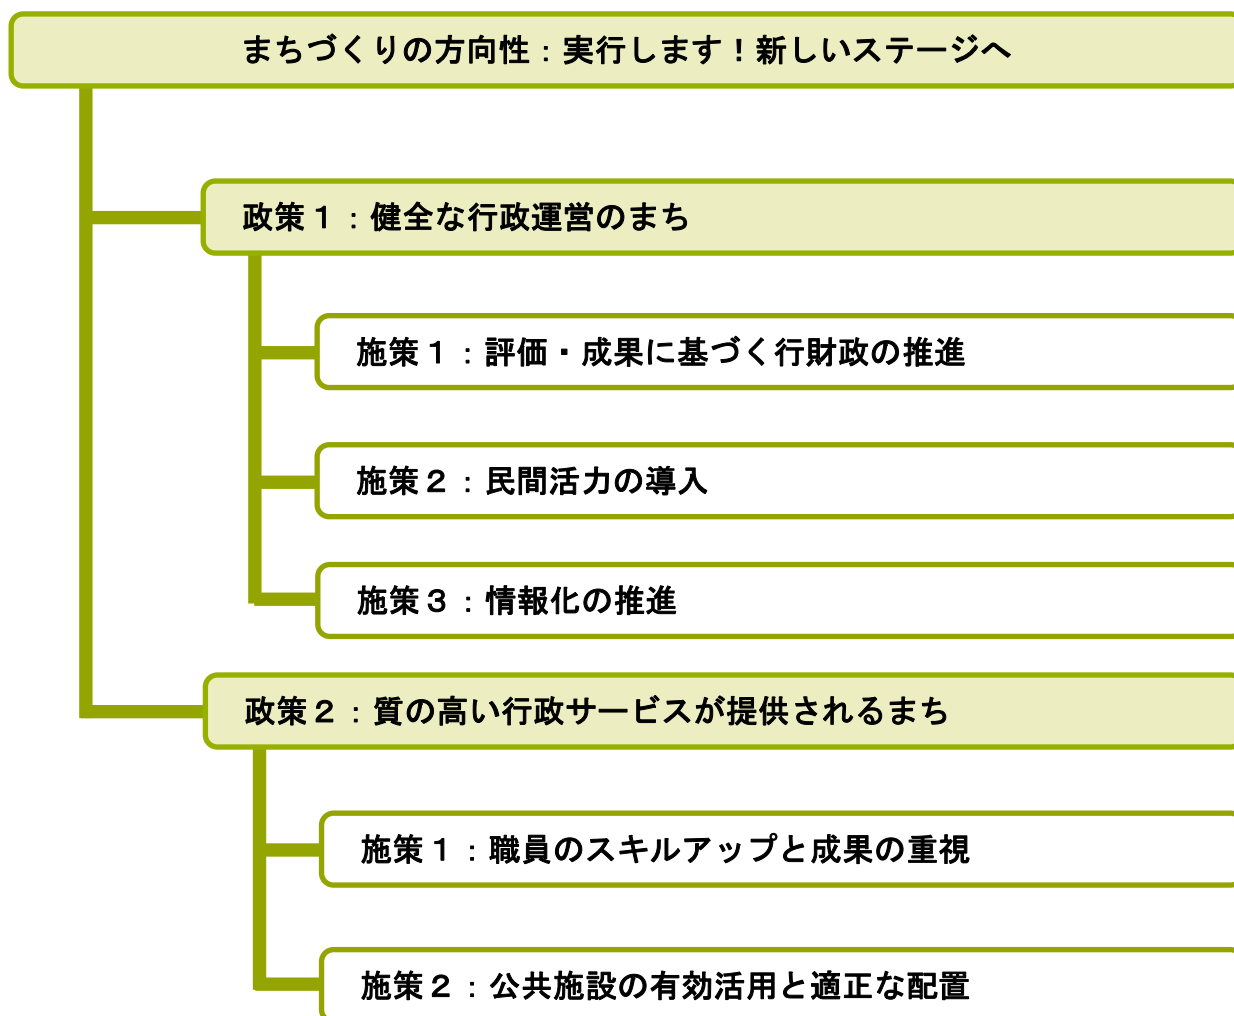 まちづくりの方向性：実行します！新しいステージへ
政策１：健全な行政運営のまち
施策１：評価・成果に基づく行財政の推進
施策２：民間活力の導入
施策３：情報化の推進
政策２：質の高い行政サービスが提供されるまち
施策１：職員のスキルアップと成果の重視
施策２：公共施設の有効活用と適正な配置